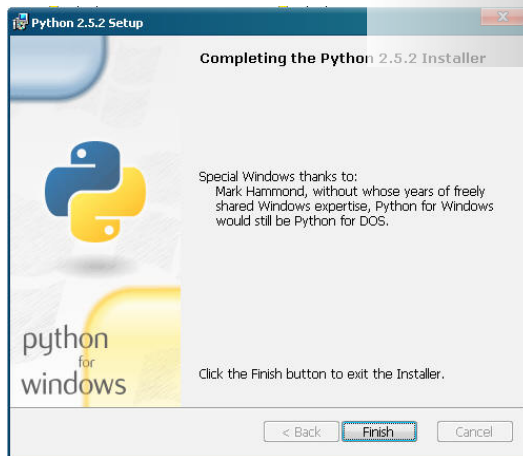 Python 2.5.2 Setup
Completing the Python 2.5.2 Installer
Special Windows thanks to:
Mark Hammond, without whose years of freely
shared Windows expertise, Python for Windows
would still be Python for DOS.
python
for
windows
Click the Finish button to exit the Installer.
< Back
Finish
Cancel